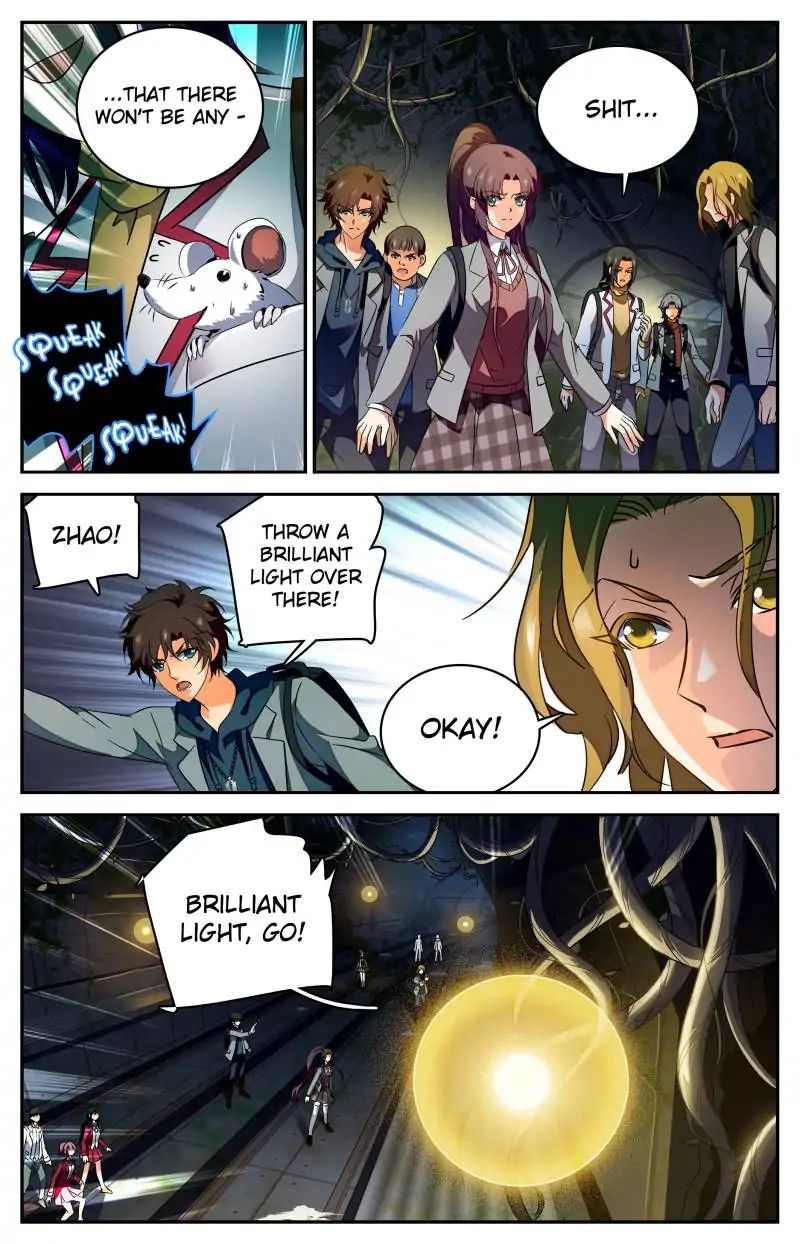 ...THAT THERE
WON'T BE ANY -
SQUEAK
SQUEAK!
SQUEAK!
SHIT...
ZHAO!
THROW A
BRILLIANT
LIGHT OVER
THERE!
OKAY!
BRILLIANT
LIGHT, GO!